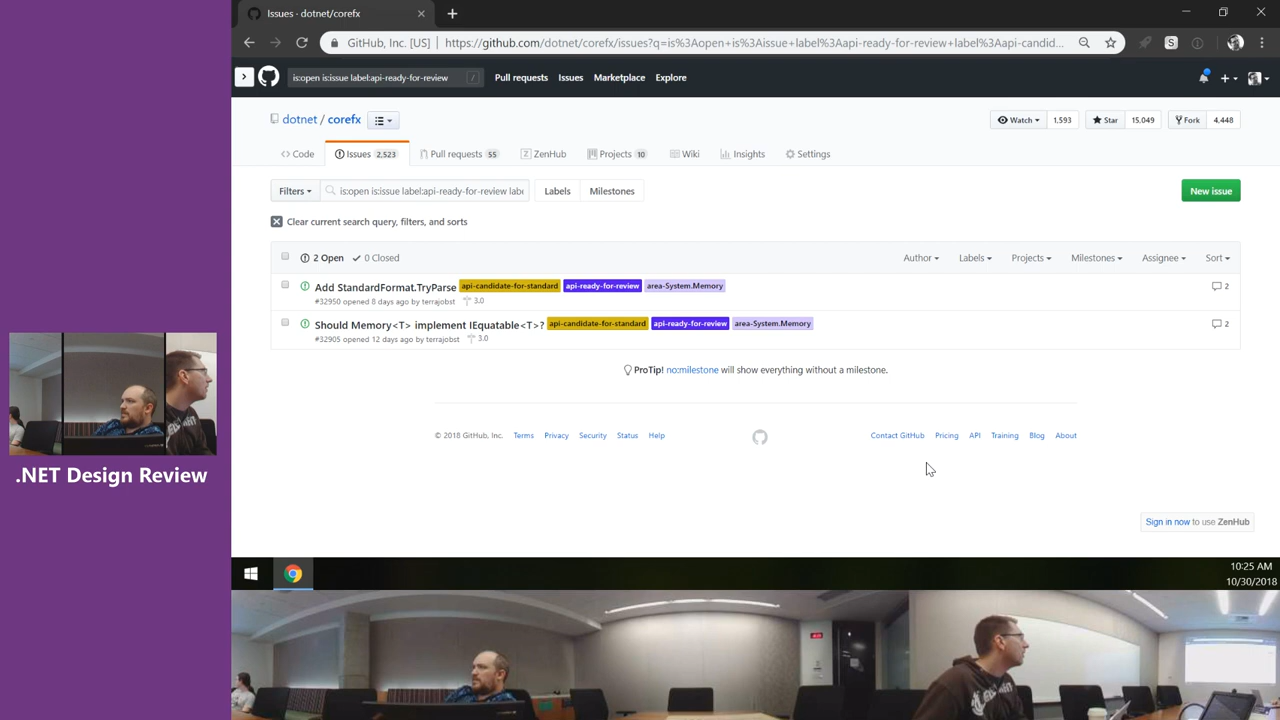 Issues · dotnet/corefx
GitHub, Inc. [US] | https://github.com/dotnet/corefx/issues?q=is%3Aopen+is%3Aissue+label%3Aapi-ready-for-review+label%3Aapi-candid...
is:open is:issue label:api-ready-for-review /
Pull requests Issues Marketplace Explore
dotnet / corefx
Watch 1,593 Star 15,049 Fork 4,448
Code Issues 2,523 Pull requests 55 ZenHub Projects 10 Wiki Insights Settings
Filters is:open is:issue label:api-ready-for-review labe Labels Milestones New issue
Clear current search query, filters, and sorts
2 Open 0 Closed Author Labels Projects Milestones Assignee Sort
Add StandardFormat.TryParse api-candidate-for-standard api-ready-for-review area-System.Memory 2
#32950 opened 8 days ago by terrajobst 3.0
Should Memory<T> implement IEquatable<T>? api-candidate-for-standard api-ready-for-review area-System.Memory 2
#32905 opened 12 days ago by terrajobst 3.0
ProTip! no:milestone will show everything without a milestone.
© 2018 GitHub, Inc. Terms Privacy Security Status Help Contact GitHub Pricing API Training Blog About
.NET Design Review
Sign in now to use ZenHub
10:25 AM
10/30/2018